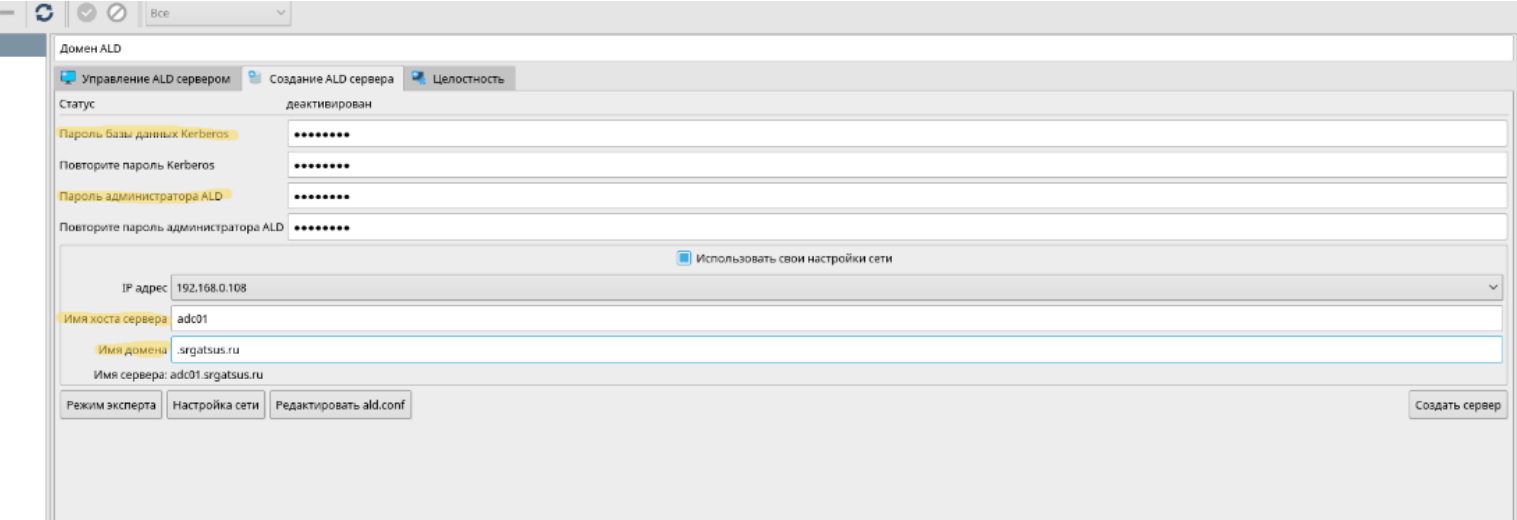 Все
Домен ALD
Управление ALD сервером Создание ALD сервера Целостность
Статус деактивирован
Пароль базы данных Kerberos ••••••••
Повторите пароль Kerberos ••••••••
Пароль администратора ALD ••••••••
Повторите пароль администратора ALD ••••••••
Использовать свои настройки сети
IP адрес 192.168.0.108
Имя хоста сервера adc01
Имя домена .srgatsus.ru
Имя сервера: adc01.srgatsus.ru
Режим эксперта Настройка сети Редактировать ald.conf Создать сервер